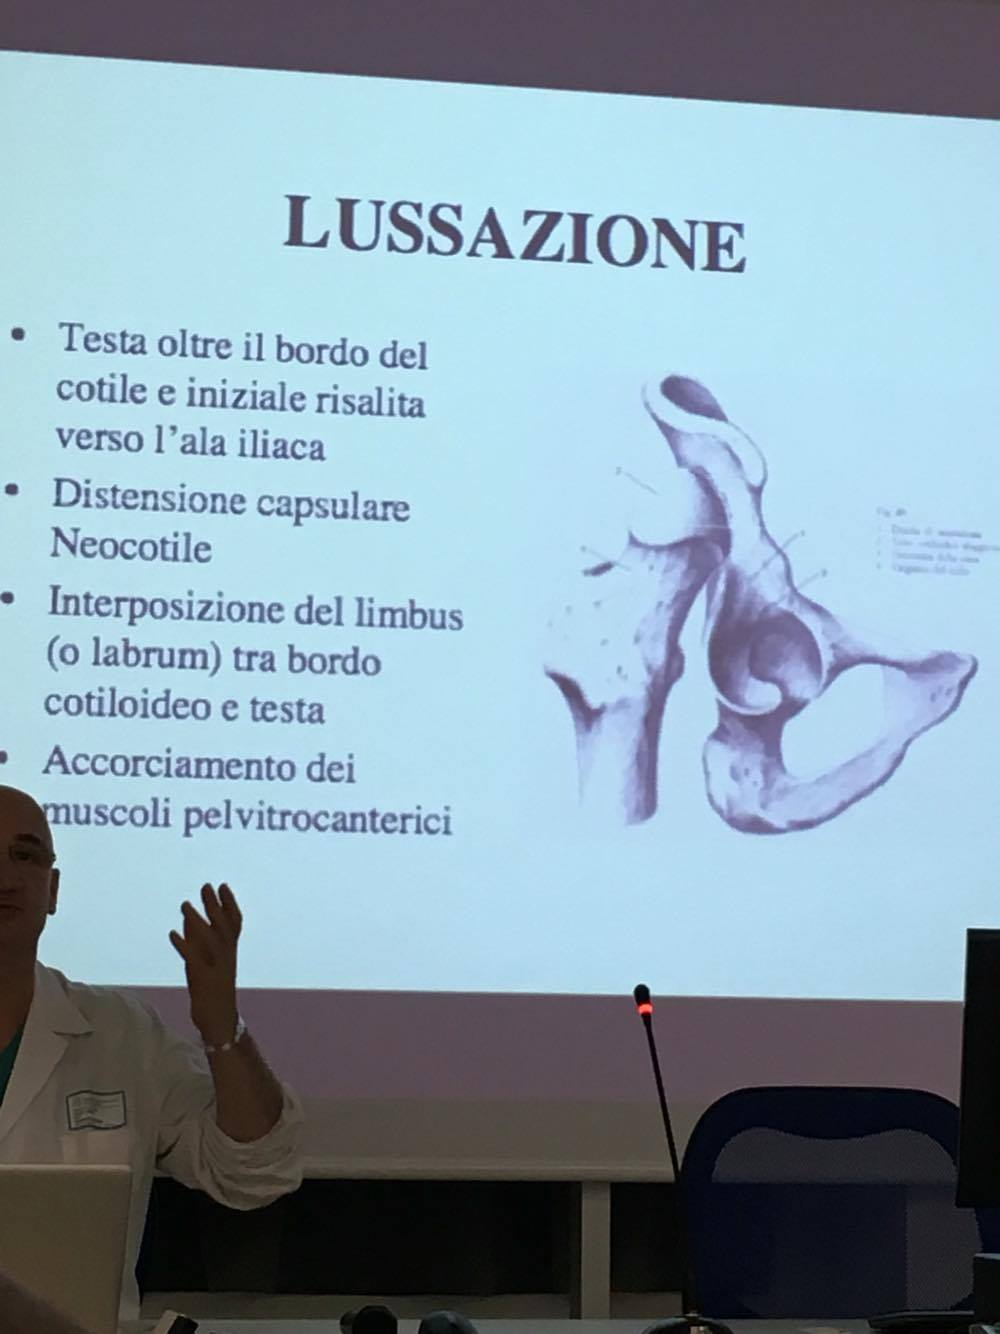 LUSSAZIONE
• Testa oltre il bordo del
cotile e iniziale risalita
verso l'ala iliaca
• Distensione capsulare
Neocotile
• Interposizione del limbus
(o labrum) tra bordo
cotiloideo e testa
• Accorciamento dei
muscoli pelvitrocanterici